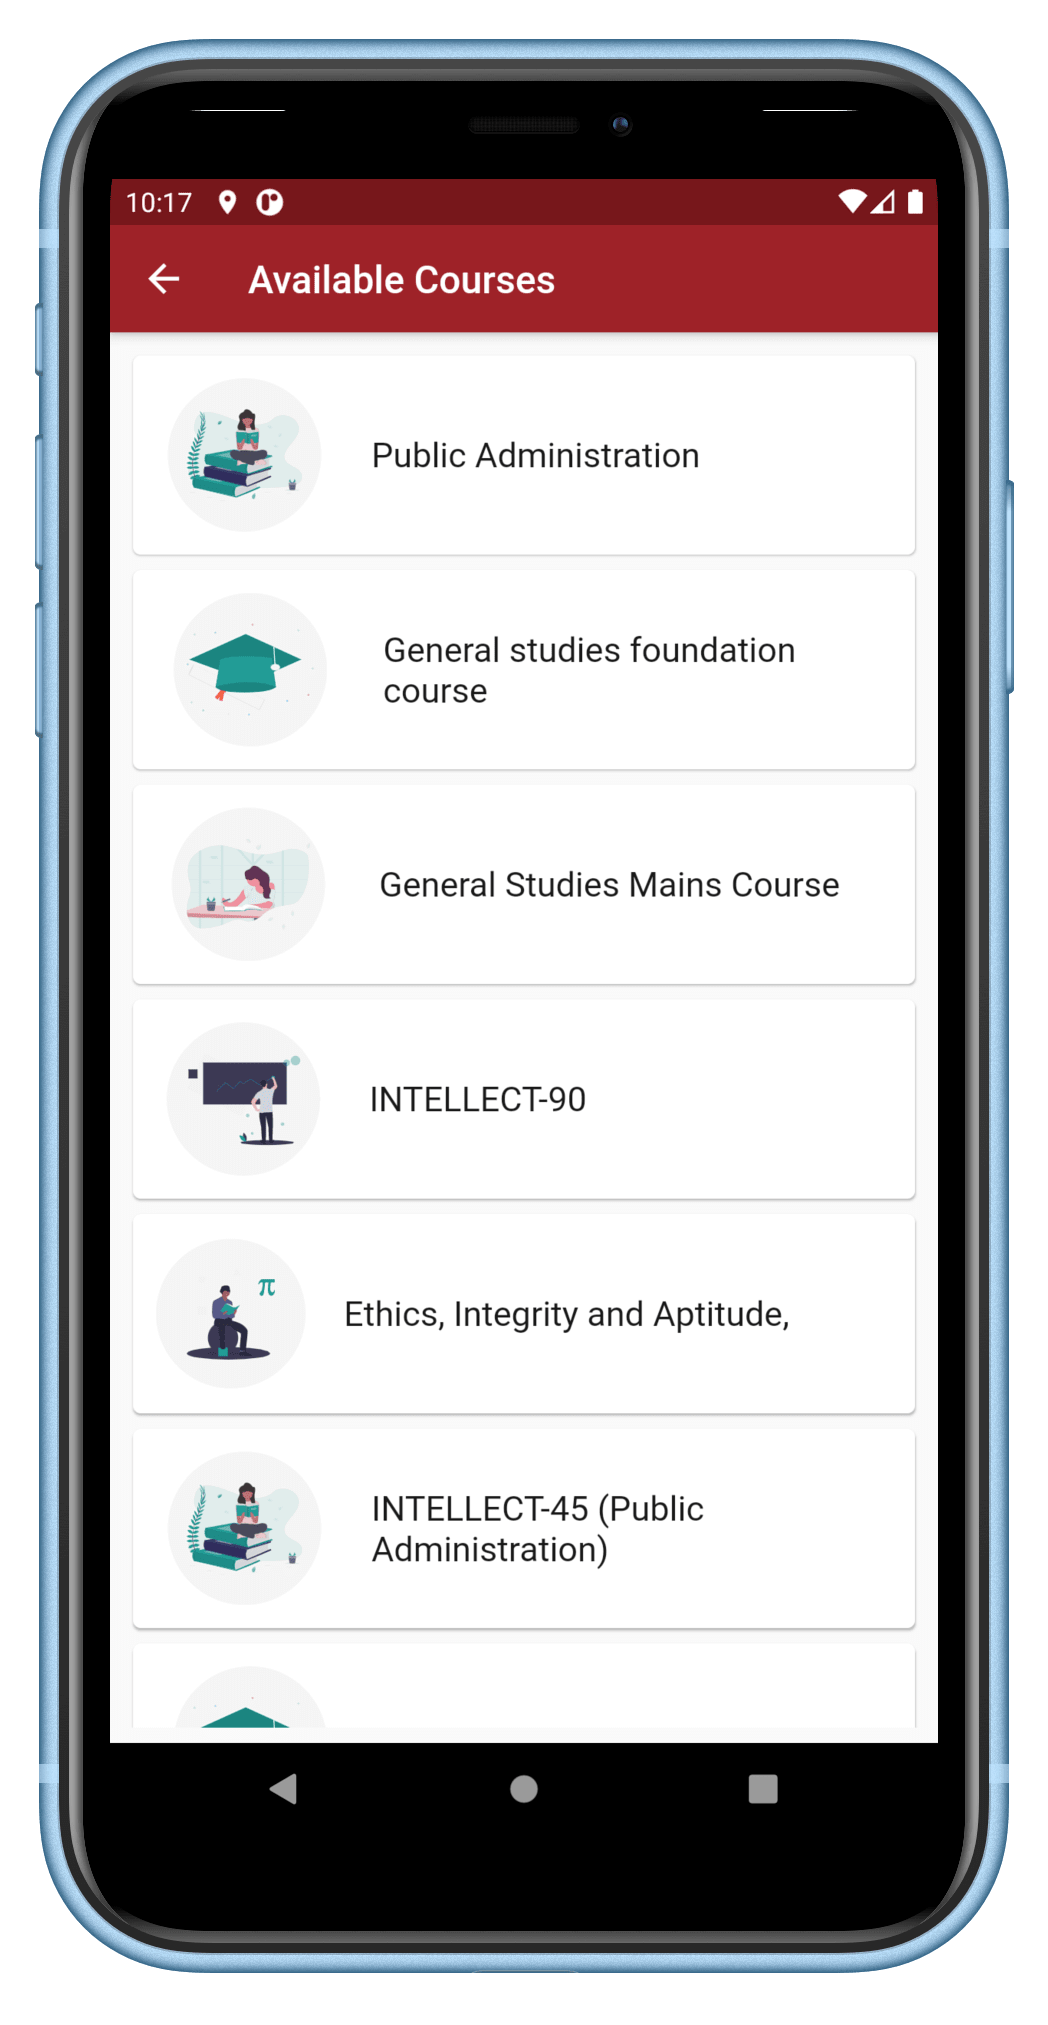 10:17
Available Courses
Public Administration
General studies foundation
course
General Studies Mains Course
INTELLECT-90
π
Ethics, Integrity and Aptitude,
INTELLECT-45 (Public
Administration)